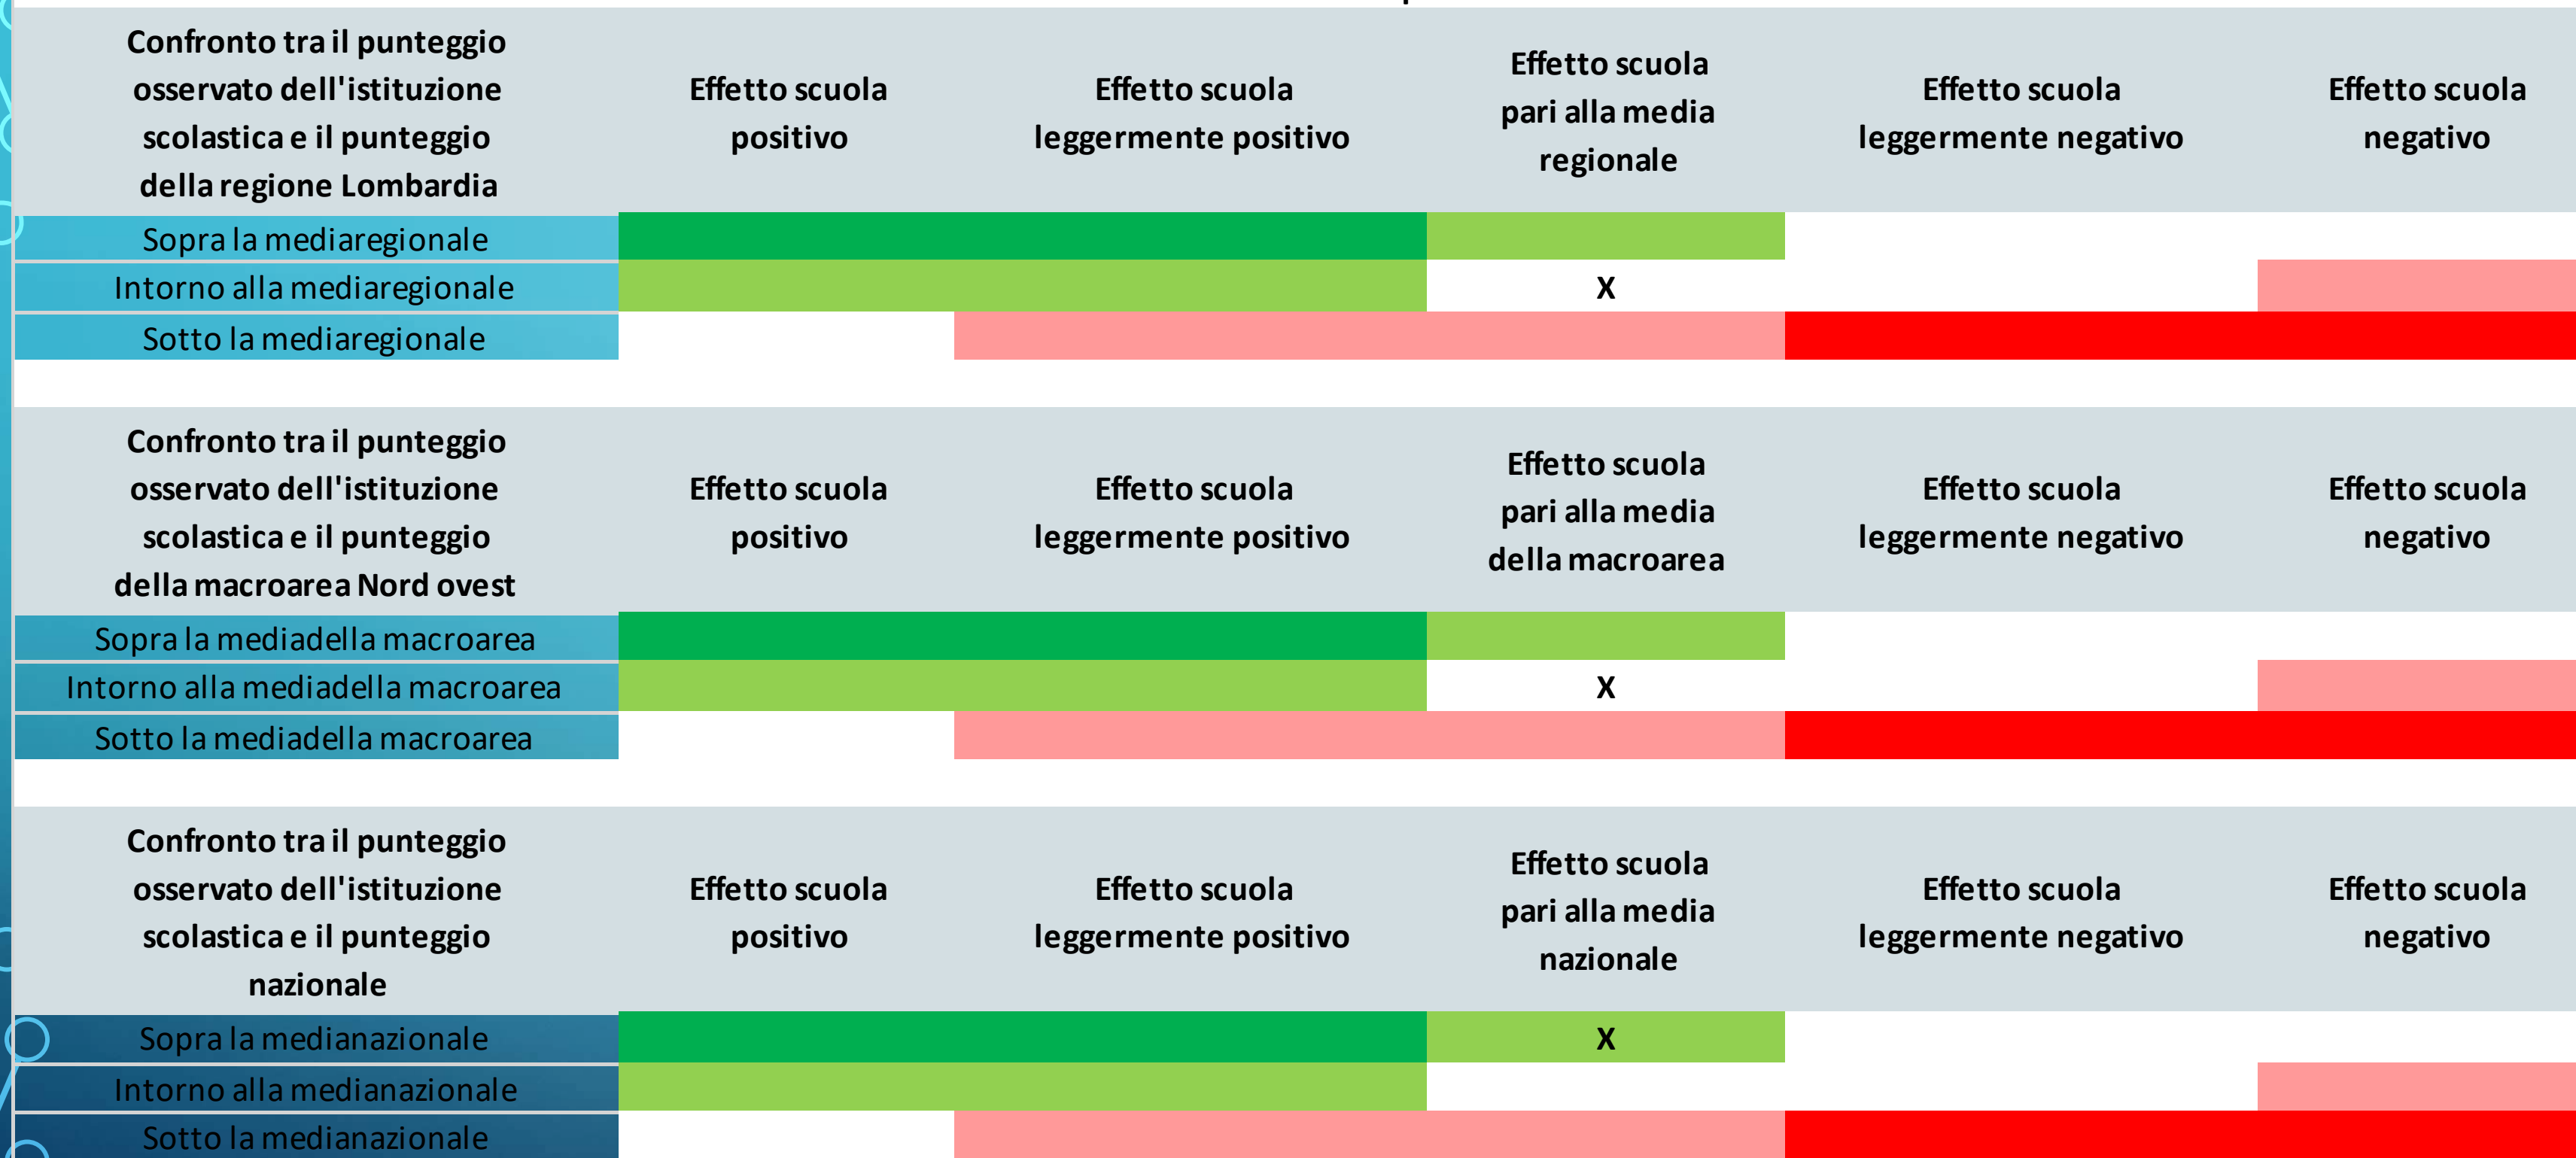 Confronto tra il punteggio
osservato dell'istituzione
scolastica e il punteggio
della regione Lombardia
Effetto scuola
positivo
Effetto scuola
leggermente positivo
Effetto scuola
pari alla media
regionale
Effetto scuola
leggermente negativo
Effetto scuola
negativo
Sopra la mediaregionale
Intorno alla mediaregionale
X
Sotto la mediaregionale
Confronto tra il punteggio
osservato dell'istituzione
scolastica e il punteggio
della macroarea Nord ovest
Effetto scuola
positivo
Effetto scuola
leggermente positivo
Effetto scuola
pari alla media
della macroarea
Effetto scuola
leggermente negativo
Effetto scuola
negativo
Sopra la mediadella macroarea
Intorno alla mediadella macroarea
X
Sotto la mediadella macroarea
Confronto tra il punteggio
osservato dell'istituzione
scolastica e il punteggio
nazionale
Effetto scuola
positivo
Effetto scuola
leggermente positivo
Effetto scuola
pari alla media
nazionale
Effetto scuola
leggermente negativo
Effetto scuola
negativo
Sopra la medianazionale
X
Intorno alla medianazionale
Sotto la medianazionale